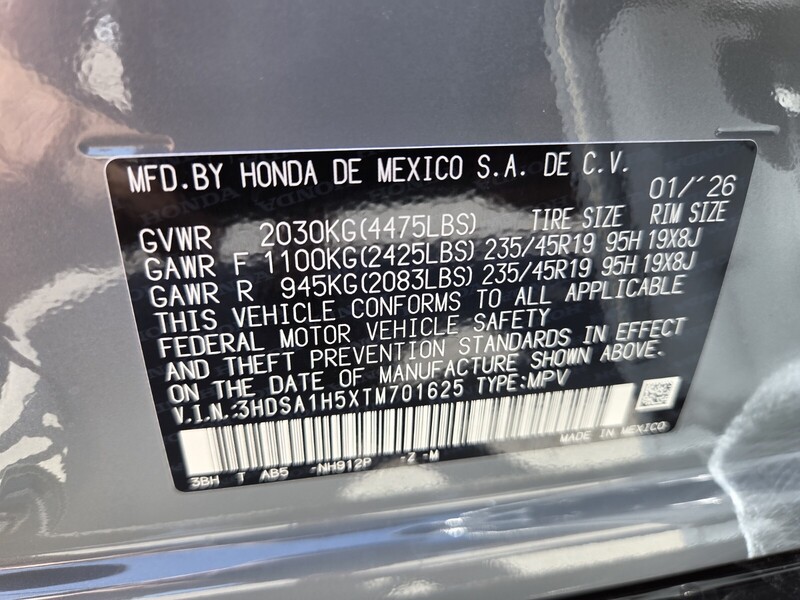 MFD.BY HONDA DE MEXICO S.A. DE C.V.
01/'26
GVWR 2030KG(4475LBS) TIRE SIZE RIM SIZE
GAWR F 1100KG(2425LBS) 235/45R19 95H 19X8J
GAWR R 945KG(2083LBS) 235/45R19 95H 19X8J
THIS VEHICLE CONFORMS TO ALL APPLICABLE
FEDERAL MOTOR VEHICLE SAFETY
AND THEFT PREVENTION STANDARDS IN EFFECT
ON THE DATE OF MANUFACTURE SHOWN ABOVE.
V.I.N.:3HDSA1H5XTM701625 TYPE:MPV
MADE IN MEXICO
3BH T AB5 -NH912P -Z -M